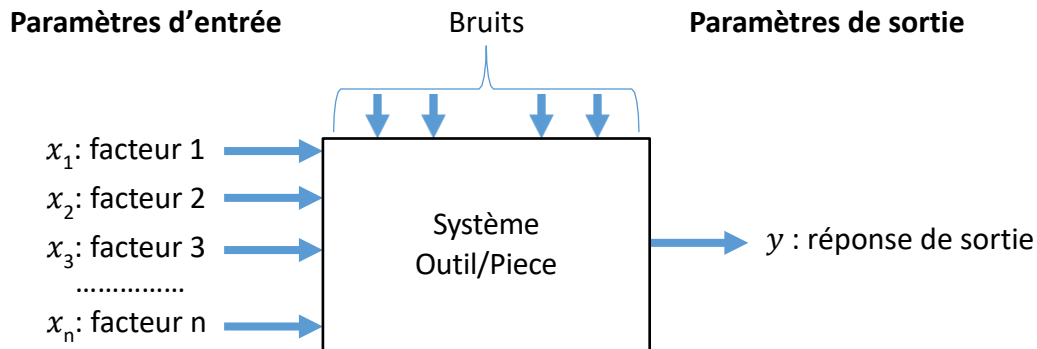 Paramètres d'entrée
Bruits
Paramètres de sortie
x₁: facteur 1
x₂: facteur 2
x₃: facteur 3
……………
xₙ: facteur n
Système
Outil/Piece
y : réponse de sortie